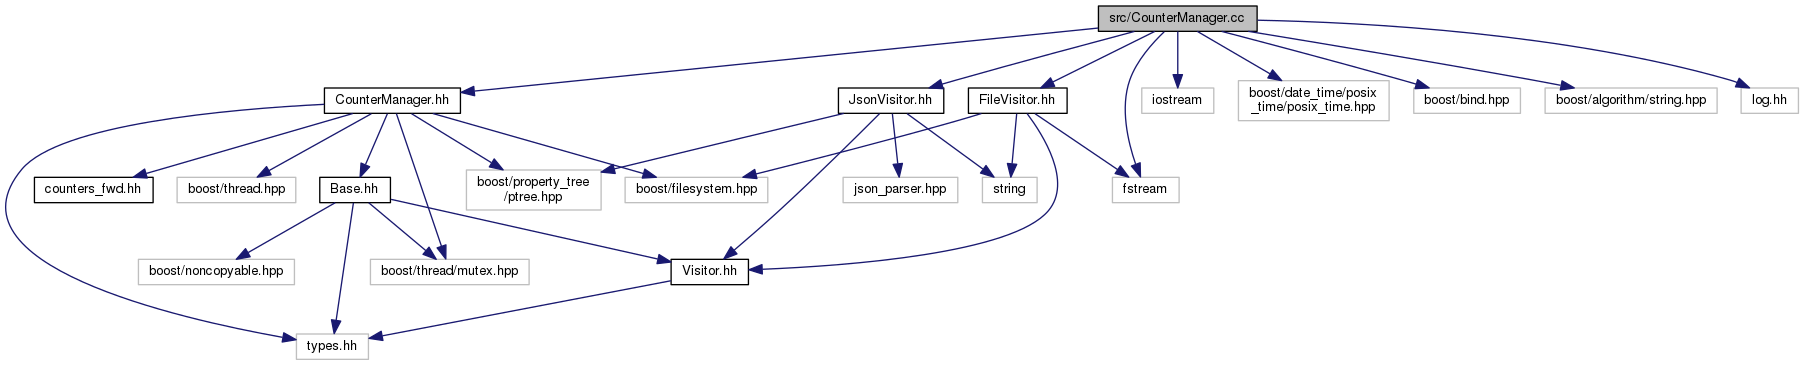 src/CounterManager.cc
CounterManager.hh
JsonVisitor.hh
FileVisitor.hh
iostream
boost/date_time/posix
_time/posix_time.hpp
boost/bind.hpp
boost/algorithm/string.hpp
log.hh
counters_fwd.hh
boost/thread.hpp
Base.hh
boost/property_tree
/ptree.hpp
boost/filesystem.hpp
json_parser.hpp
string
fstream
boost/noncopyable.hpp
boost/thread/mutex.hpp
Visitor.hh
types.hh